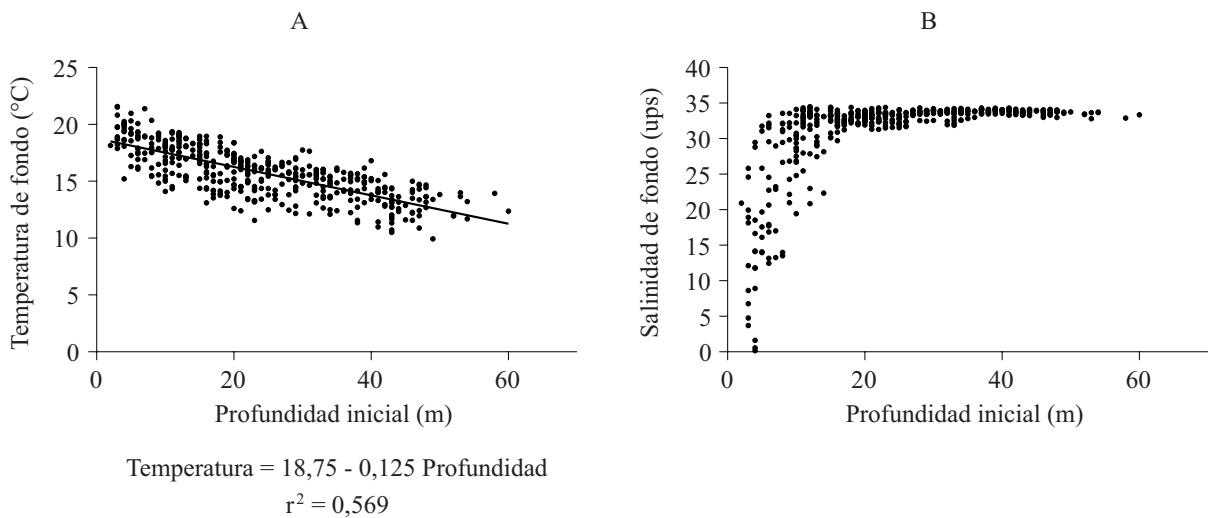 A
B
25
20
15
10
5
0
Temperatura de fondo (°C)
0 20 40 60
Profundidad inicial (m)
40
35
30
25
20
15
10
5
0
Salinidad de fondo (ups)
0 20 40 60
Profundidad inicial (m)
Temperatura = 18,75 - 0,125 Profundidad
r² = 0,569